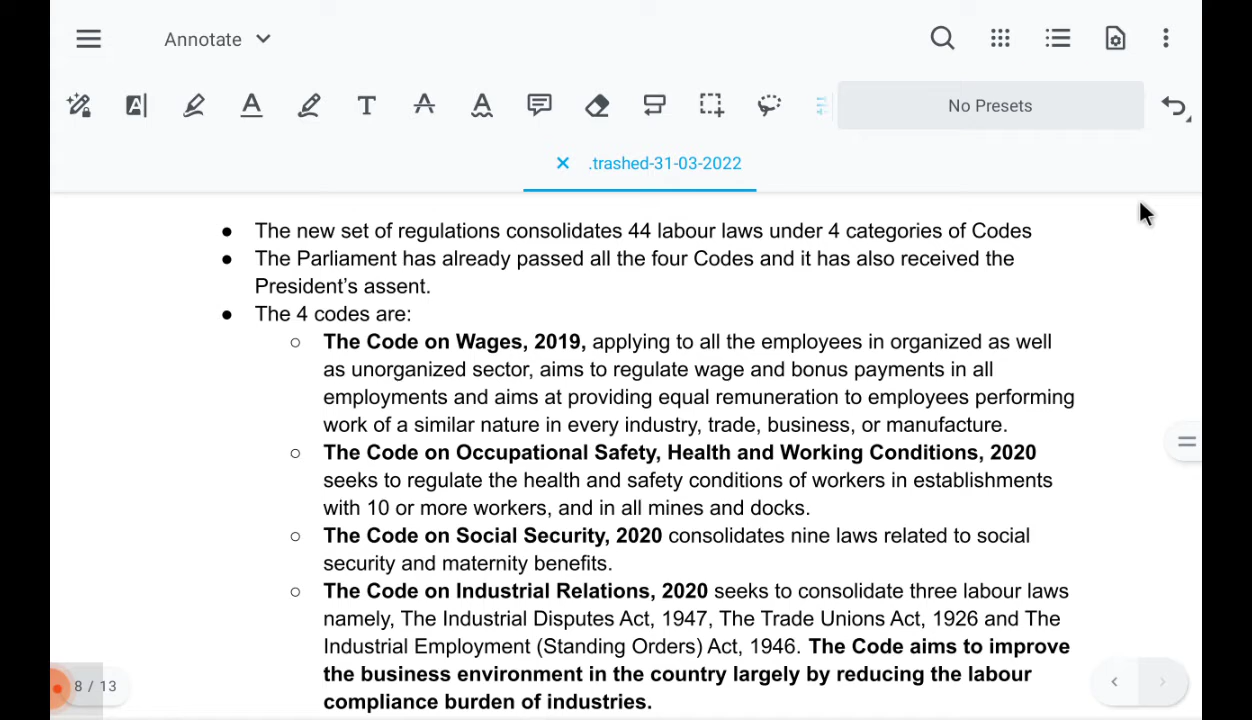 Annotate
No Presets
.trashed-31-03-2022
● The new set of regulations consolidates 44 labour laws under 4 categories of Codes
● The Parliament has already passed all the four Codes and it has also received the
President’s assent.
● The 4 codes are:
○ The Code on Wages, 2019, applying to all the employees in organized as well
as unorganized sector, aims to regulate wage and bonus payments in all
employments and aims at providing equal remuneration to employees performing
work of a similar nature in every industry, trade, business, or manufacture.
○ The Code on Occupational Safety, Health and Working Conditions, 2020
seeks to regulate the health and safety conditions of workers in establishments
with 10 or more workers, and in all mines and docks.
○ The Code on Social Security, 2020 consolidates nine laws related to social
security and maternity benefits.
○ The Code on Industrial Relations, 2020 seeks to consolidate three labour laws
namely, The Industrial Disputes Act, 1947, The Trade Unions Act, 1926 and The
Industrial Employment (Standing Orders) Act, 1946. The Code aims to improve
the business environment in the country largely by reducing the labour
compliance burden of industries.
8 / 13